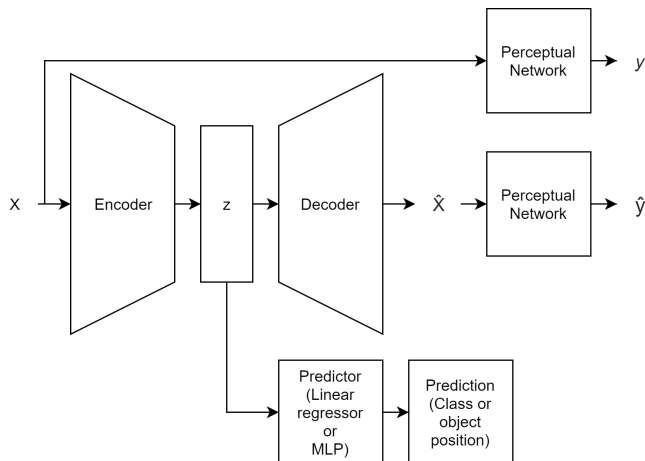 Perceptual
Network
y
X
Encoder
z
Decoder
X̂
Perceptual
Network
ŷ
Predictor
(Linear
regressor
or
MLP)
Prediction
(Class or
object
position)